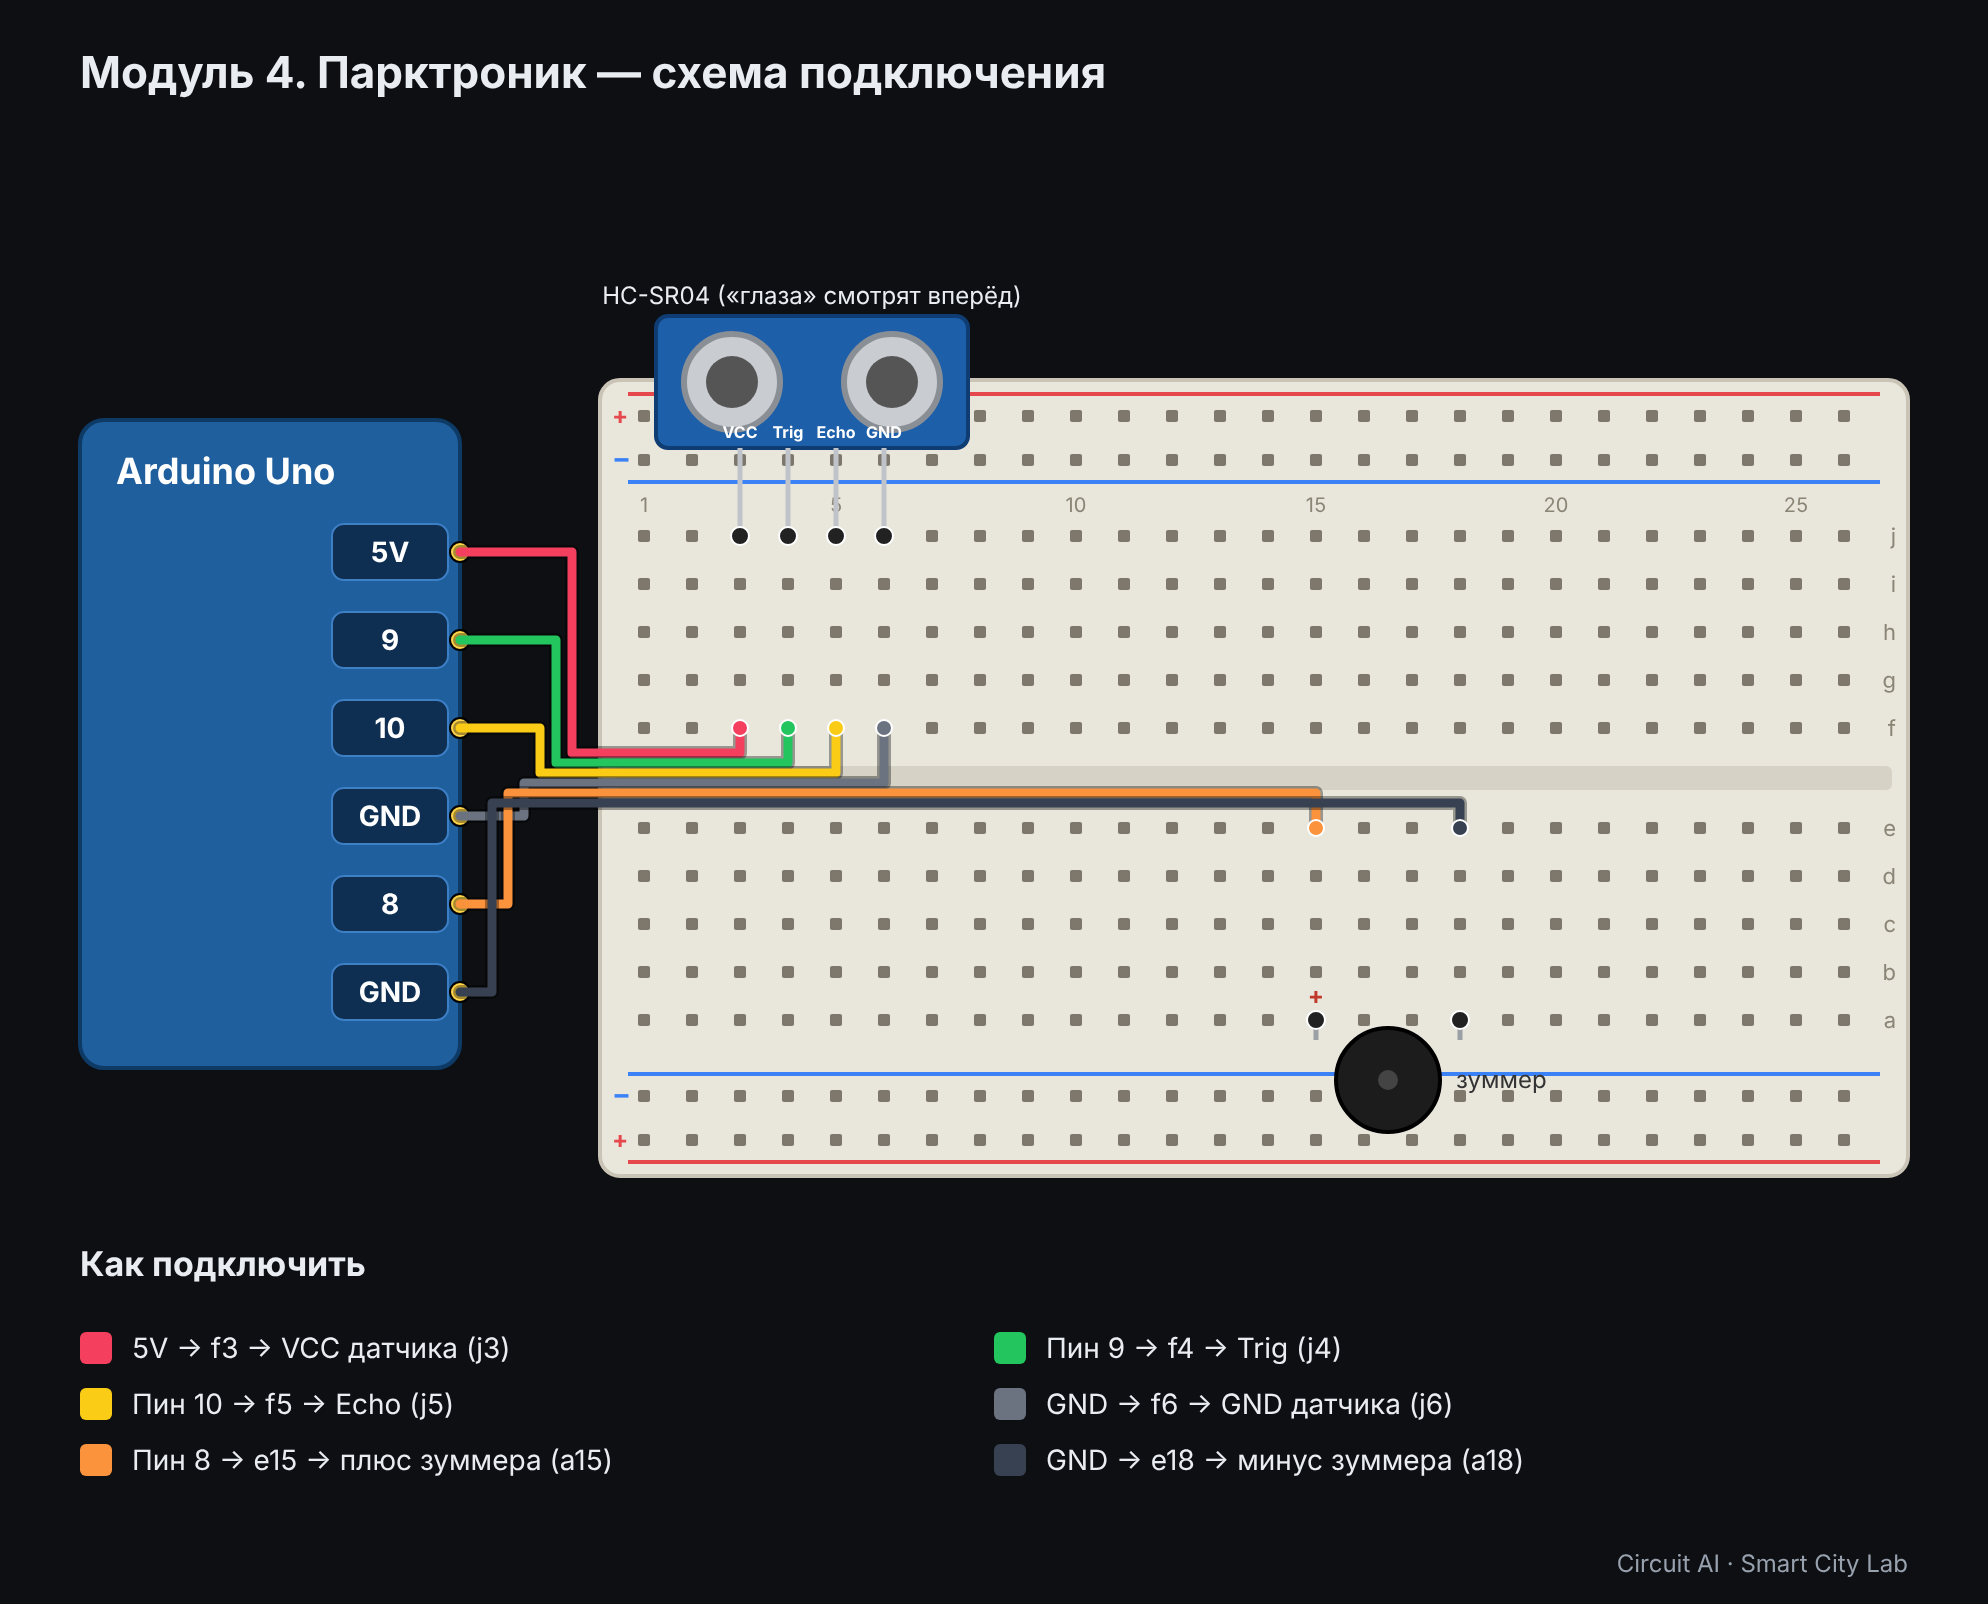 Модуль 4. Парктроник — схема подключения
HC-SR04 («глаза» смотрят вперёд)
VCC Trig Echo GND
+
−
1 5 10 15 20 25
Arduino Uno
5V
9
10
GND
8
GND
j
i
h
g
f
e
d
c
b
+
a
зуммер
−
+
Как подключить
5V → f3 → VCC датчика (j3)
Пин 9 → f4 → Trig (j4)
Пин 10 → f5 → Echo (j5)
GND → f6 → GND датчика (j6)
Пин 8 → e15 → плюс зуммера (a15)
GND → e18 → минус зуммера (a18)
Circuit AI · Smart City Lab